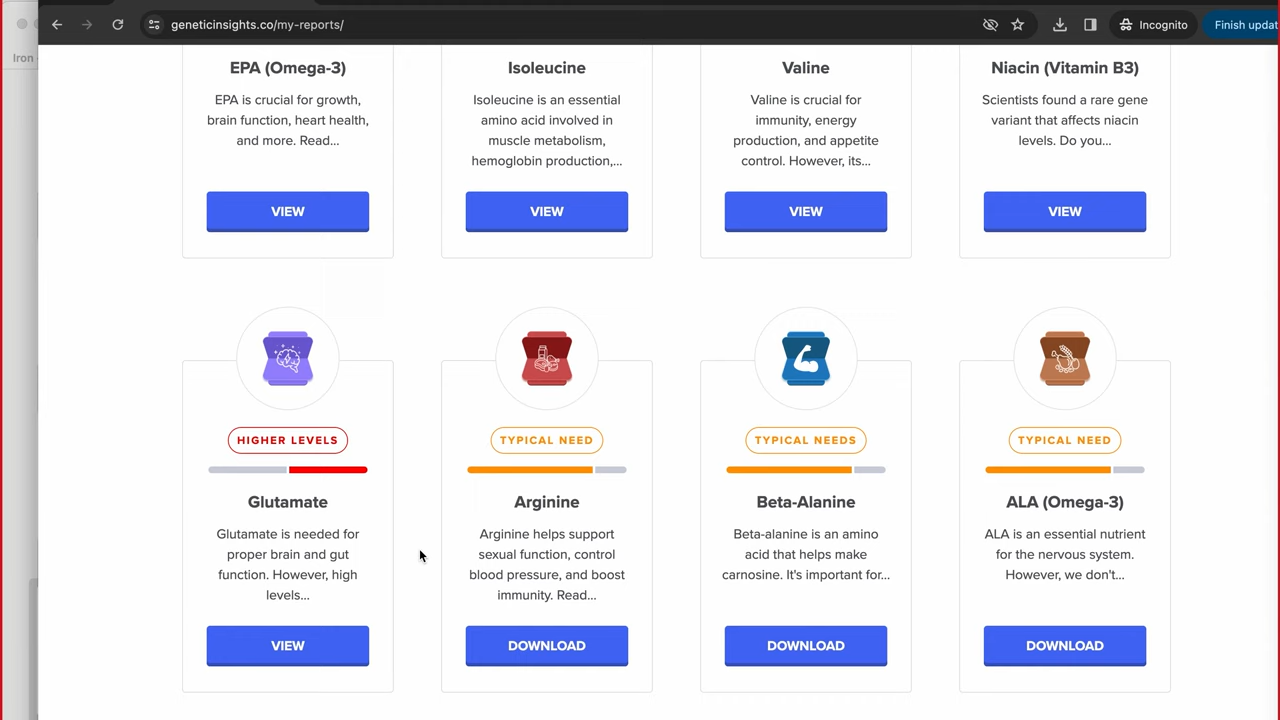 geneticinsights.co/my-reports/
Incognito
Finish updat
Iron
EPA (Omega-3)
EPA is crucial for growth,
brain function, heart health,
and more. Read...
VIEW
Isoleucine
Isoleucine is an essential
amino acid involved in
muscle metabolism,
hemoglobin production,...
VIEW
Valine
Valine is crucial for
immunity, energy
production, and appetite
control. However, its...
VIEW
Niacin (Vitamin B3)
Scientists found a rare gene
variant that affects niacin
levels. Do you...
VIEW
HIGHER LEVELS
Glutamate
Glutamate is needed for
proper brain and gut
function. However, high
levels...
VIEW
TYPICAL NEED
Arginine
Arginine helps support
sexual function, control
blood pressure, and boost
immunity. Read...
DOWNLOAD
TYPICAL NEEDS
Beta-Alanine
Beta-alanine is an amino
acid that helps make
carnosine. It's important for...
DOWNLOAD
TYPICAL NEED
ALA (Omega-3)
ALA is an essential nutrient
for the nervous system.
However, we don't...
DOWNLOAD